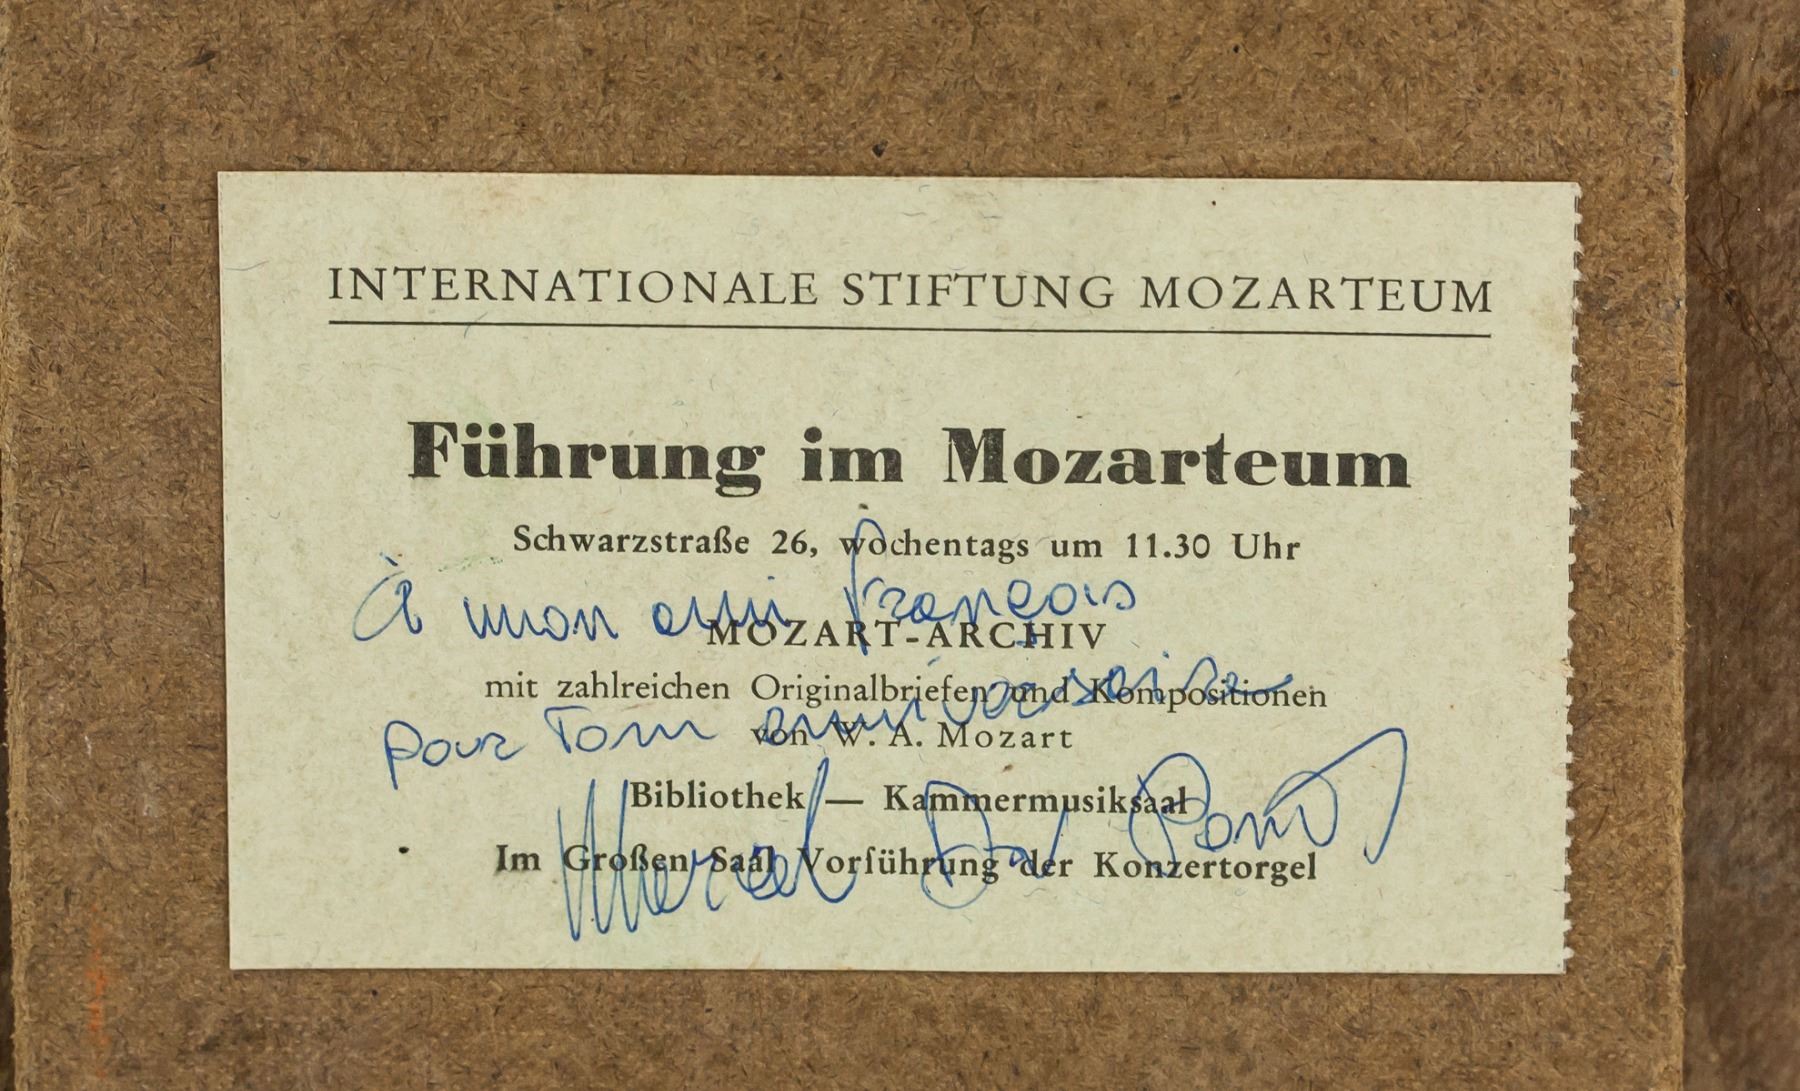 INTERNATIONALE STIFTUNG MOZARTEUM
Führung im Mozarteum
Schwarzstraße 26, wochentags um 11.30 Uhr
À mon ami François
MOZART-ARCHIV
mit zahlreichen Originalbriefen und Kompositionen
pour Tom anniversaire
von W. A. Mozart
Bibliothek — Kammermusiksaal
Im Großen Saal Vorführung der Konzertorgel